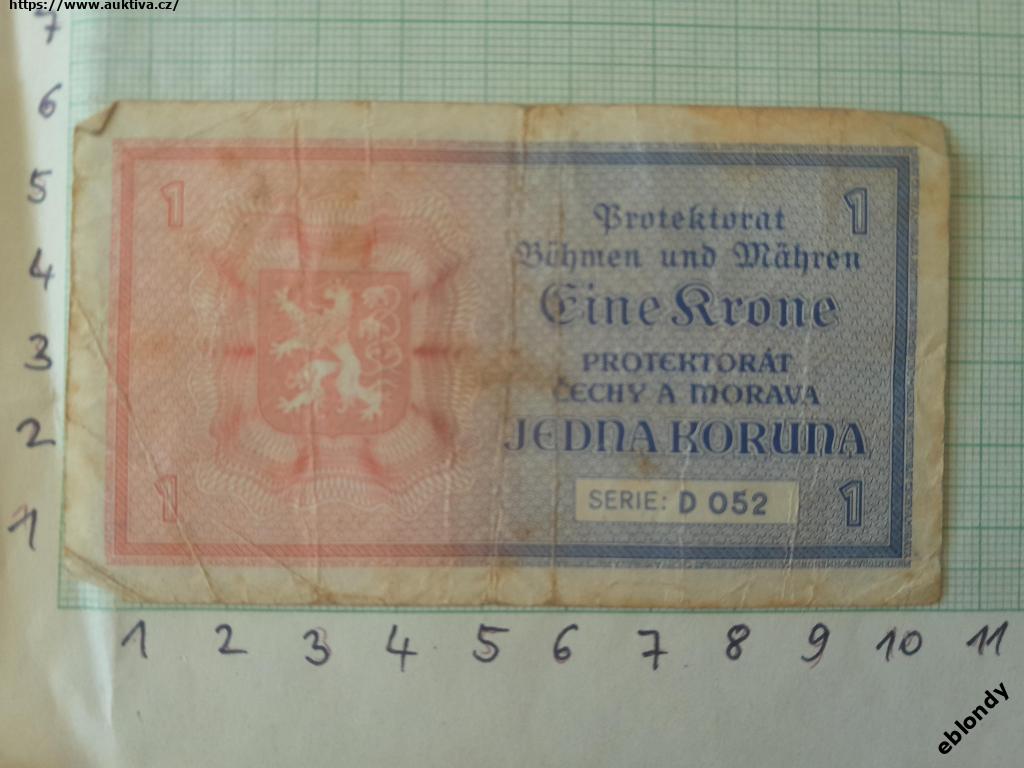 https://www.auktiva.cz/
7
6
5
4
3
2
1
1
1
Protektorat
Böhmen und Mähren
Eine Krone
PROTEKTORÁT
ČECHY A MORAVA
JEDNA KORUNA
SERIE: D 052
1
1
1 2 3 4 5 6 7 8 9 10 11
eblondy